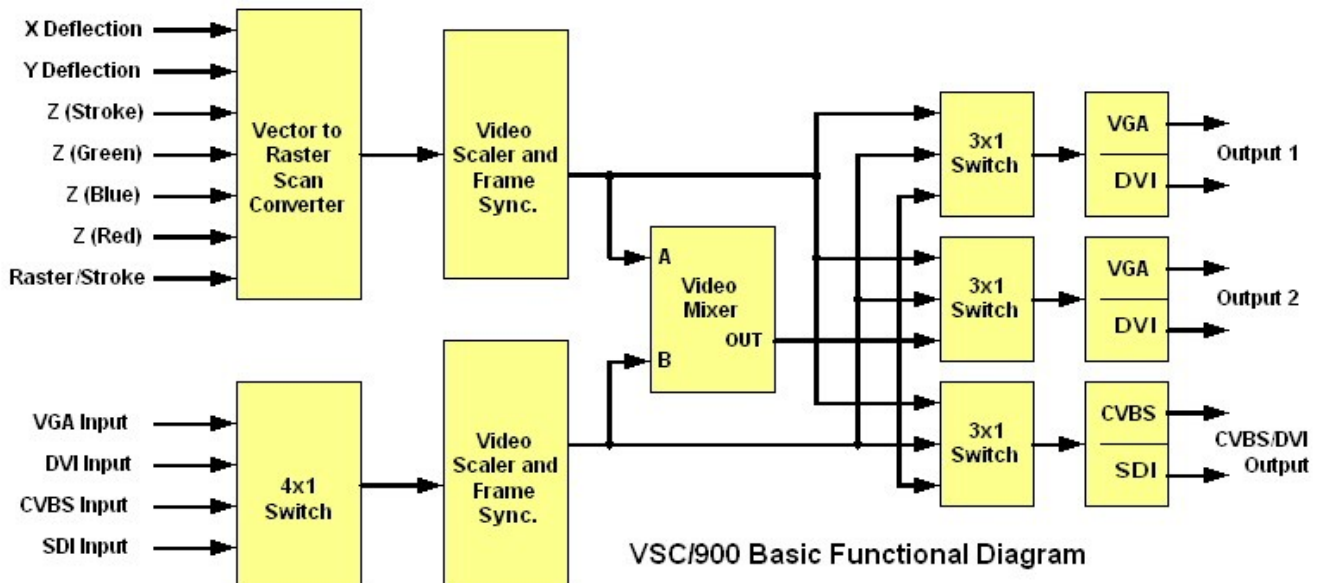 X Deflection
Y Deflection
Z (Stroke)
Z (Green)
Z (Blue)
Z (Red)
Raster/Stroke
Vector to
Raster
Scan
Converter
Video
Scaler and
Frame
Sync.
VGA Input
DVI Input
CVBS Input
SDI Input
4x1
Switch
Video
Scaler and
Frame
Sync.
A
Video
Mixer
OUT
B
3x1
Switch
VGA
DVI
Output 1
3x1
Switch
VGA
DVI
Output 2
3x1
Switch
CVBS
SDI
CVBS/DVI
Output
VSC/900 Basic Functional Diagram